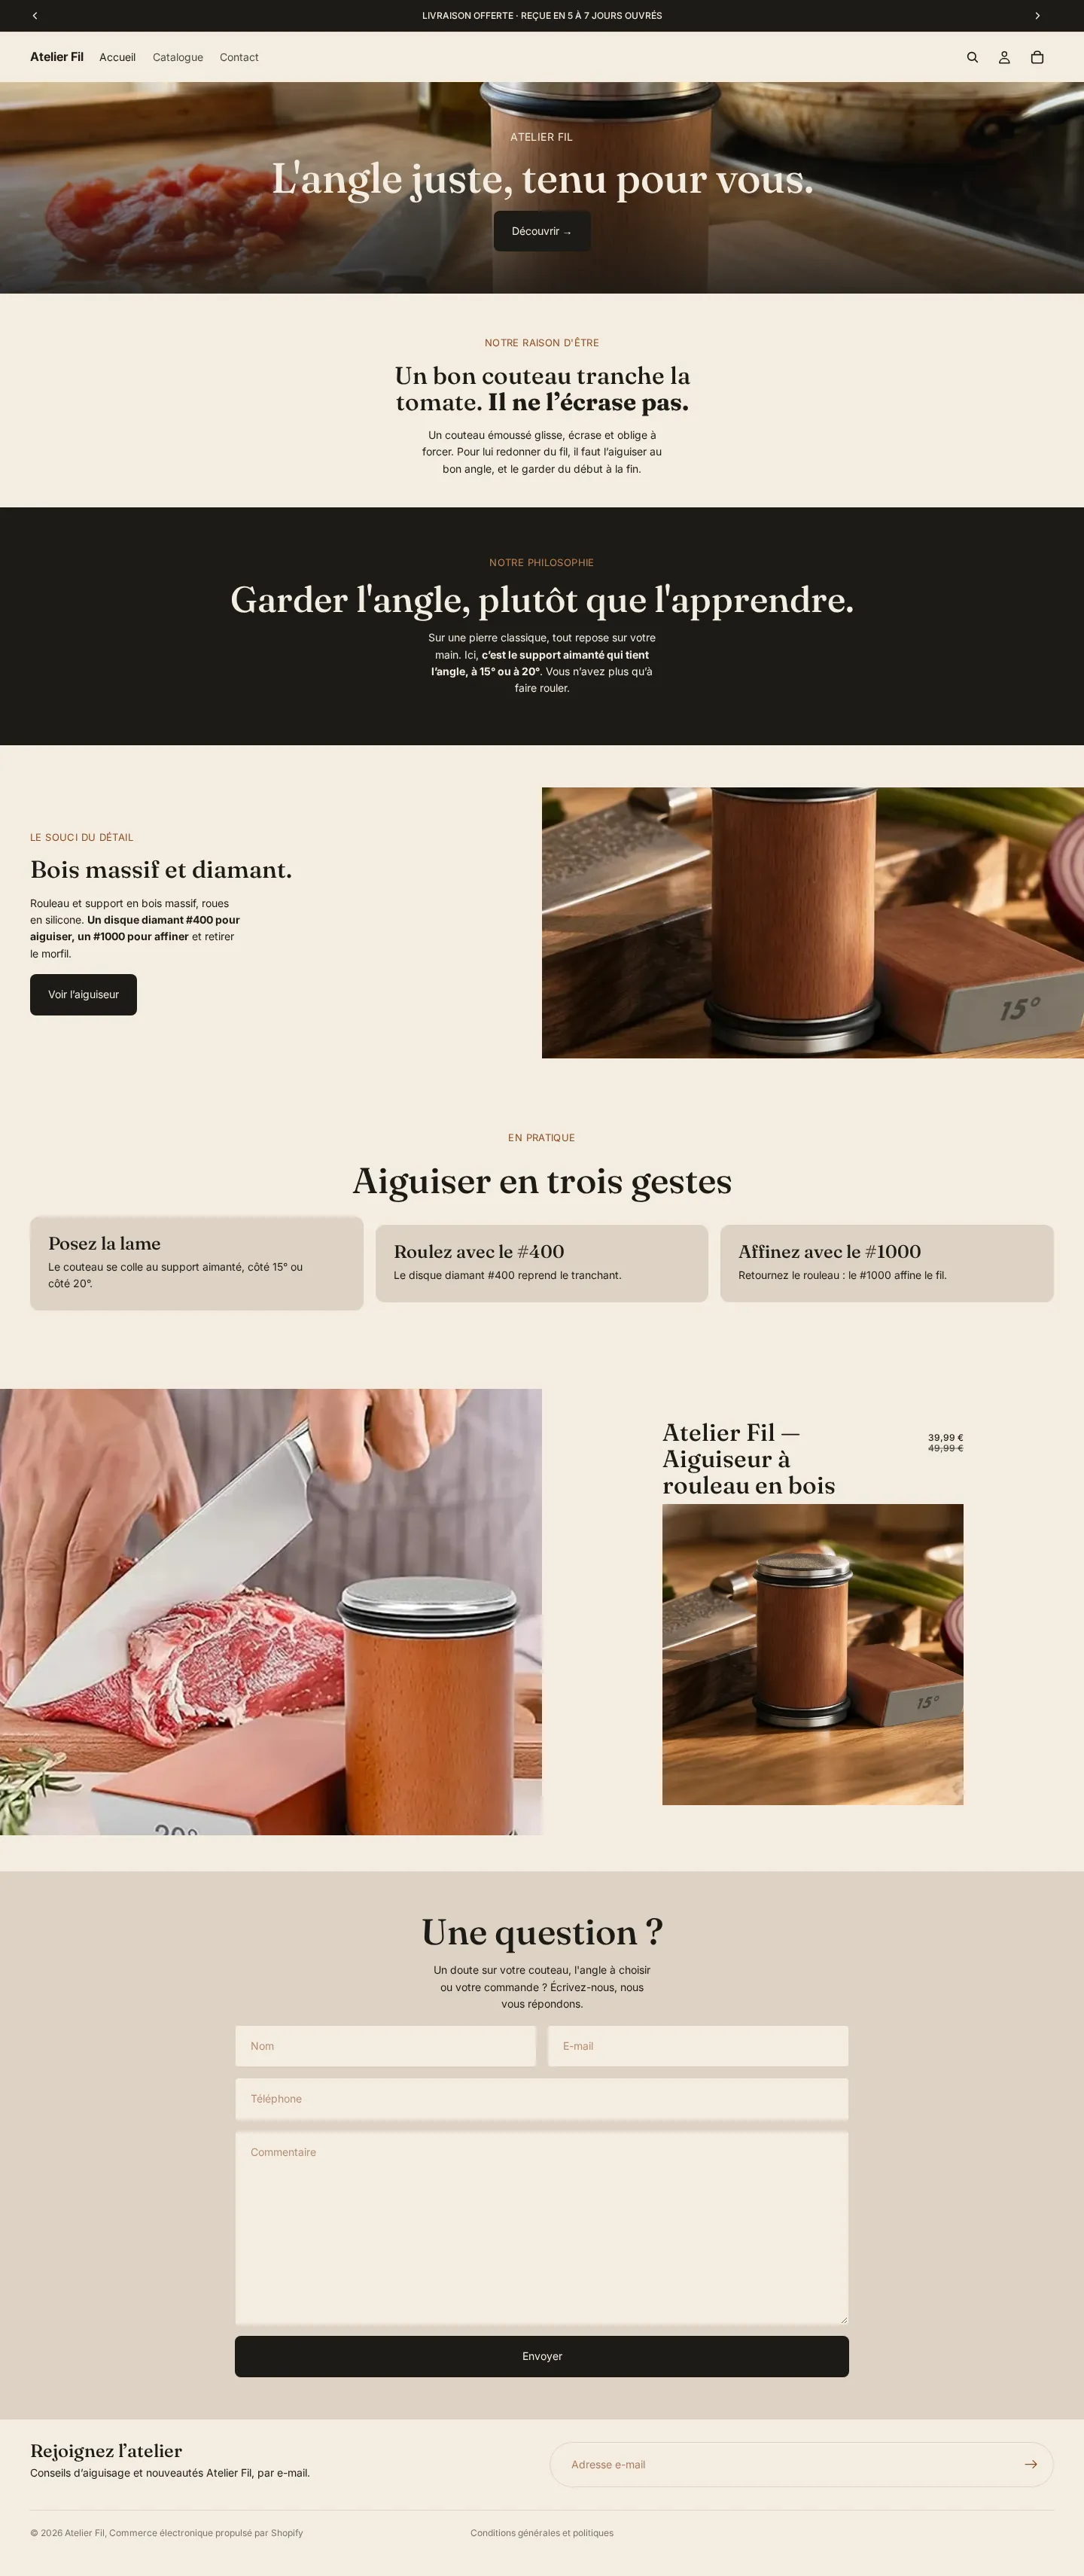 LIVRAISON OFFERTE · REÇUE EN 5 À 7 JOURS OUVRÉS
Atelier Fil
Accueil
Catalogue
Contact
ATELIER FIL
L'angle juste, tenu pour vous.
Découvrir →
NOTRE RAISON D'ÊTRE
Un bon couteau tranche la
tomate. Il ne l’écrase pas.
Un couteau émoussé glisse, écrase et oblige à
forcer. Pour lui redonner du fil, il faut l’aiguiser au
bon angle, et le garder du début à la fin.
NOTRE PHILOSOPHIE
Garder l'angle, plutôt que l'apprendre.
Sur une pierre classique, tout repose sur votre
main. Ici, c’est le support aimanté qui tient
l’angle, à 15° ou à 20°. Vous n’avez plus qu’à
faire rouler.
LE SOUCI DU DÉTAIL
Bois massif et diamant.
Rouleau et support en bois massif, roues
en silicone. Un disque diamant #400 pour
aiguiser, un #1000 pour affiner et retirer
le morfil.
Voir l’aiguiseur
15°
EN PRATIQUE
Aiguiser en trois gestes
Posez la lame
Le couteau se colle au support aimanté, côté 15° ou
côté 20°.
Roulez avec le #400
Le disque diamant #400 reprend le tranchant.
Affinez avec le #1000
Retournez le rouleau : le #1000 affine le fil.
20°
Atelier Fil —
Aiguiseur à
rouleau en bois
39,99 €
49,99 €
15°
Une question ?
Un doute sur votre couteau, l'angle à choisir
ou votre commande ? Écrivez-nous, nous
vous répondons.
Nom
E-mail
Téléphone
Commentaire
Envoyer
Rejoignez l’atelier
Conseils d’aiguisage et nouveautés Atelier Fil, par e-mail.
Adresse e-mail
© 2026 Atelier Fil, Commerce électronique propulsé par Shopify
Conditions générales et politiques